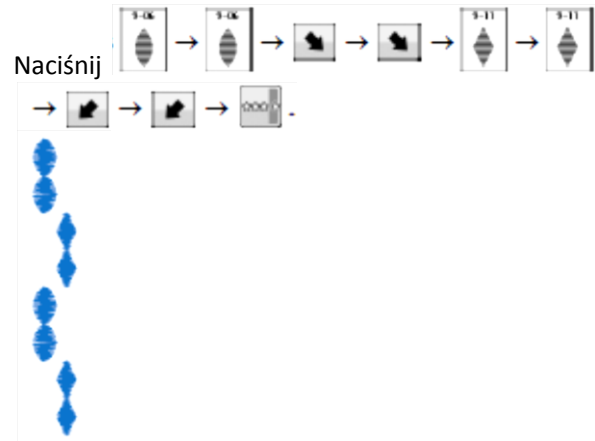 9-06 → 9-06 → → → 9-11 → 9-11
Naciśnij
→ → → .